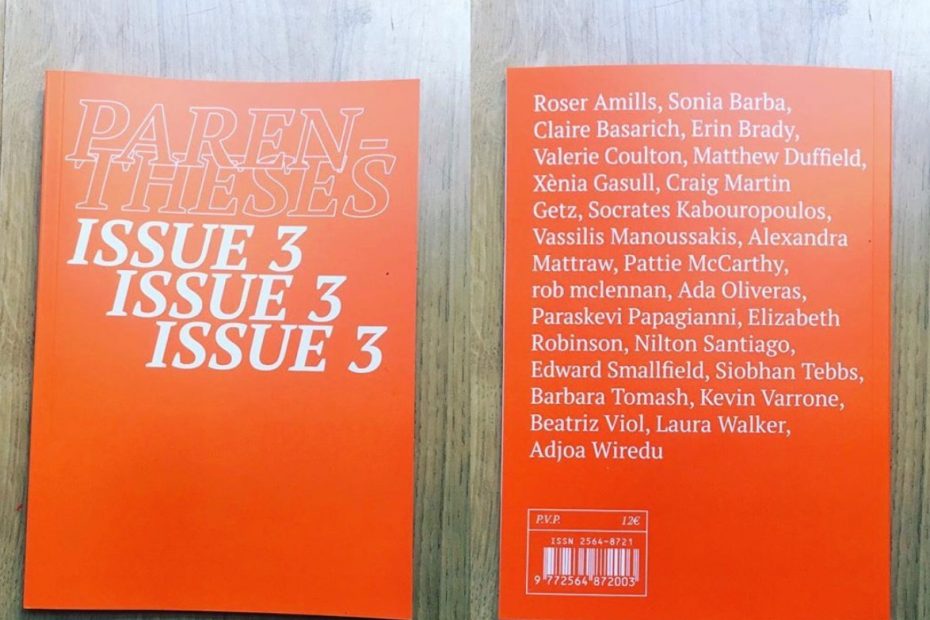 PAREN-
THESES
ISSUE 3
ISSUE 3
ISSUE 3
Roser Amills, Sonia Barba,
Claire Basarich, Erin Brady,
Valerie Coulton, Matthew Duffield,
Xènia Gasull, Craig Martin
Getz, Socrates Kabouropoulos,
Vassilis Manoussakis, Alexandra
Mattraw, Pattie McCarthy,
rob mclennan, Ada Oliveras,
Paraskevi Papagianni, Elizabeth
Robinson, Nilton Santiago,
Edward Smallfield, Siobhan Tebbs,
Barbara Tomash, Kevin Varrone,
Beatriz Viol, Laura Walker,
Adjoa Wiredu
P.V.P. 12€
ISSN 2564-8721
9 772564 872003